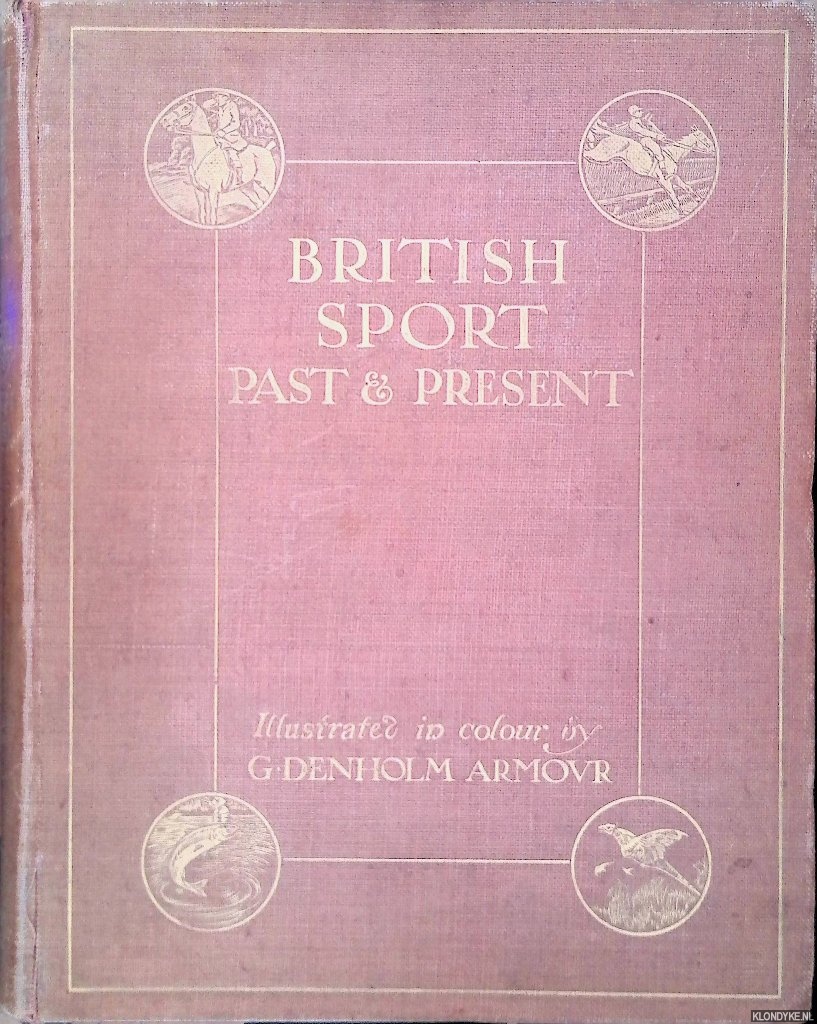 BRITISH
SPORT
PAST & PRESENT
Illustrated in colour by
G·DENHOLM ARMOVR
KLONDYKE.NL